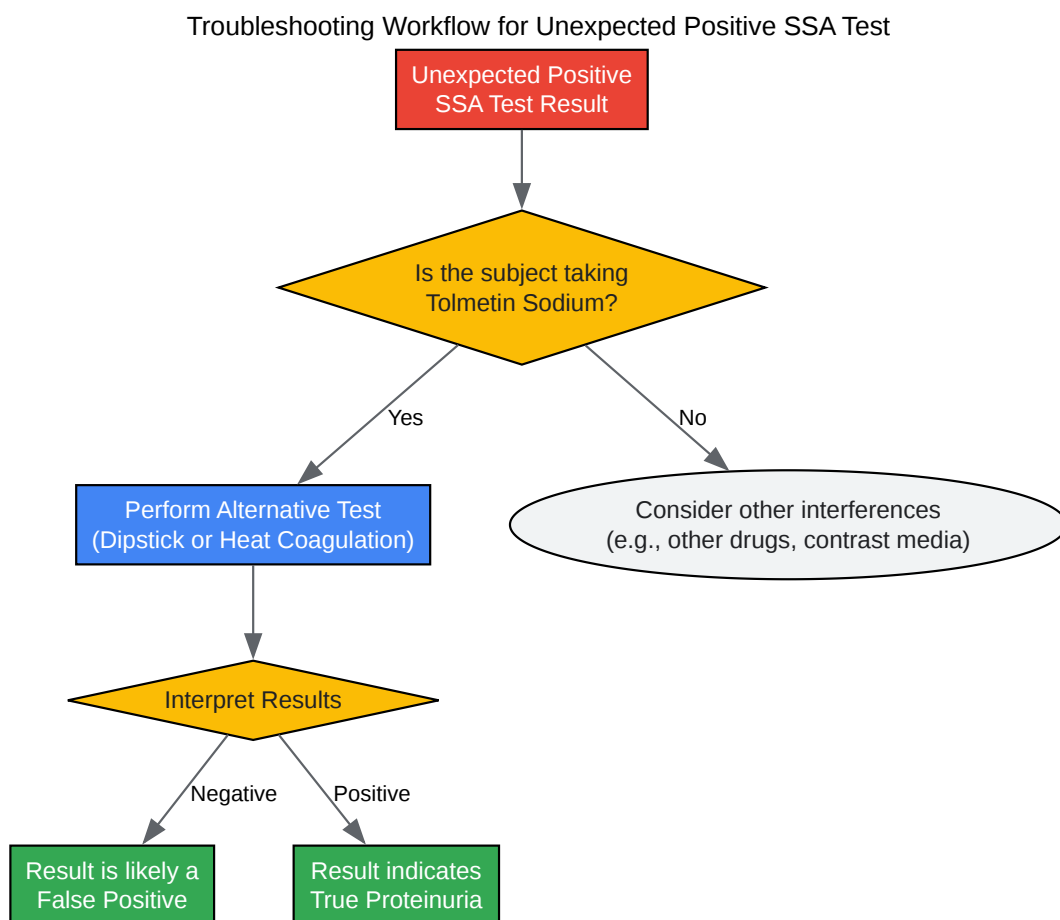 Troubleshooting Workflow for Unexpected Positive SSA Test
Unexpected Positive
SSA Test Result
Is the subject taking
Tolmetin Sodium?
Yes
No
Perform Alternative Test
(Dipstick or Heat Coagulation)
Consider other interferences
(e.g., other drugs, contrast media)
Interpret Results
Negative
Positive
Result is likely a
False Positive
Result indicates
True Proteinuria